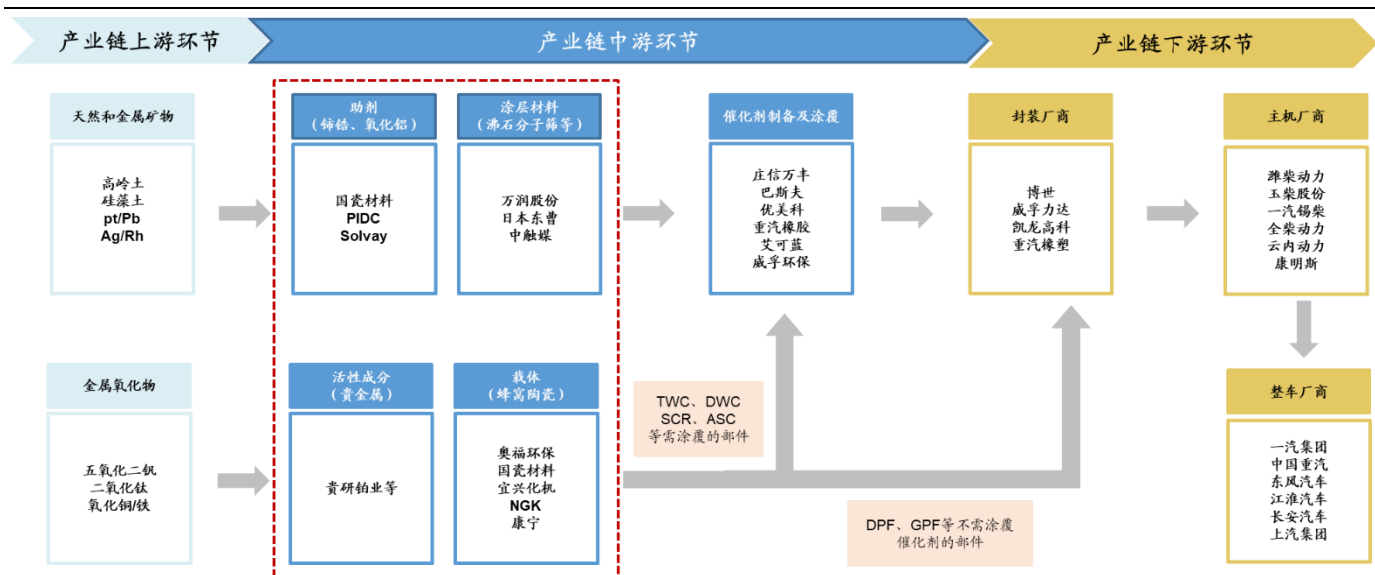 产业链上游环节
产业链中游环节
产业链下游环节
天然和金属矿物
高岭土
硅藻土
pt/Pb
Ag/Rh
助剂
（铈锆、氧化铝）
国瓷材料
PIDC
Solvay
涂层材料
（沸石分子筛等）
万润股份
日本东曹
中触媒
催化剂制备及涂覆
庄信万丰
巴斯夫
优美科
重汽橡胶
艾可蓝
威孚环保
封装厂商
博世
威孚力达
凯龙高科
重汽橡塑
主机厂商
潍柴动力
玉柴股份
一汽锡柴
全柴动力
云内动力
康明斯
金属氧化物
五氧化二钒
二氧化钛
氧化铜/铁
活性成分
（贵金属）
贵研铂业等
载体
（蜂窝陶瓷）
奥福环保
国瓷材料
宜兴化机
NGK
康宁
TWC、DWC
SCR、ASC
等需涂覆的部件
DPF、GPF等不需涂覆
催化剂的部件
整车厂商
一汽集团
中国重汽
东风汽车
江淮汽车
长安汽车
上汽集团